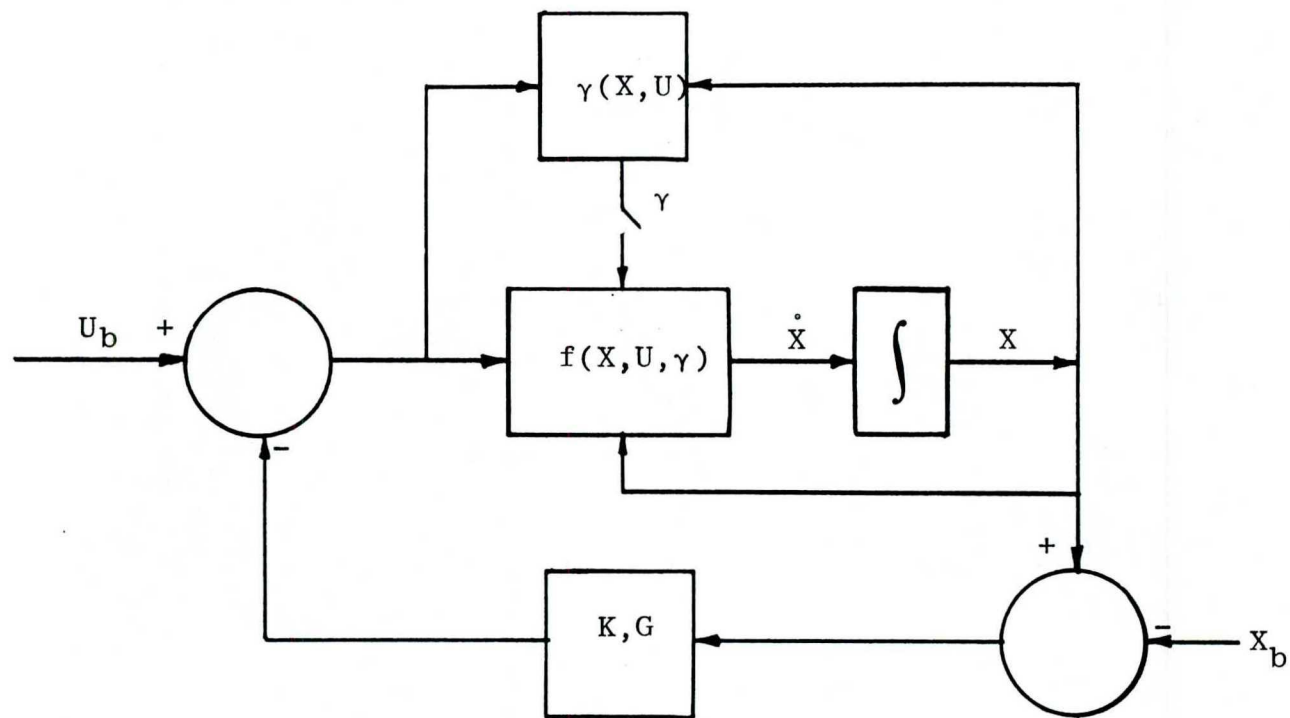 γ(X,U)
γ
U_b +
f(X,U,γ)
Ẋ
∫
X
-
+
K,G
-
X_b